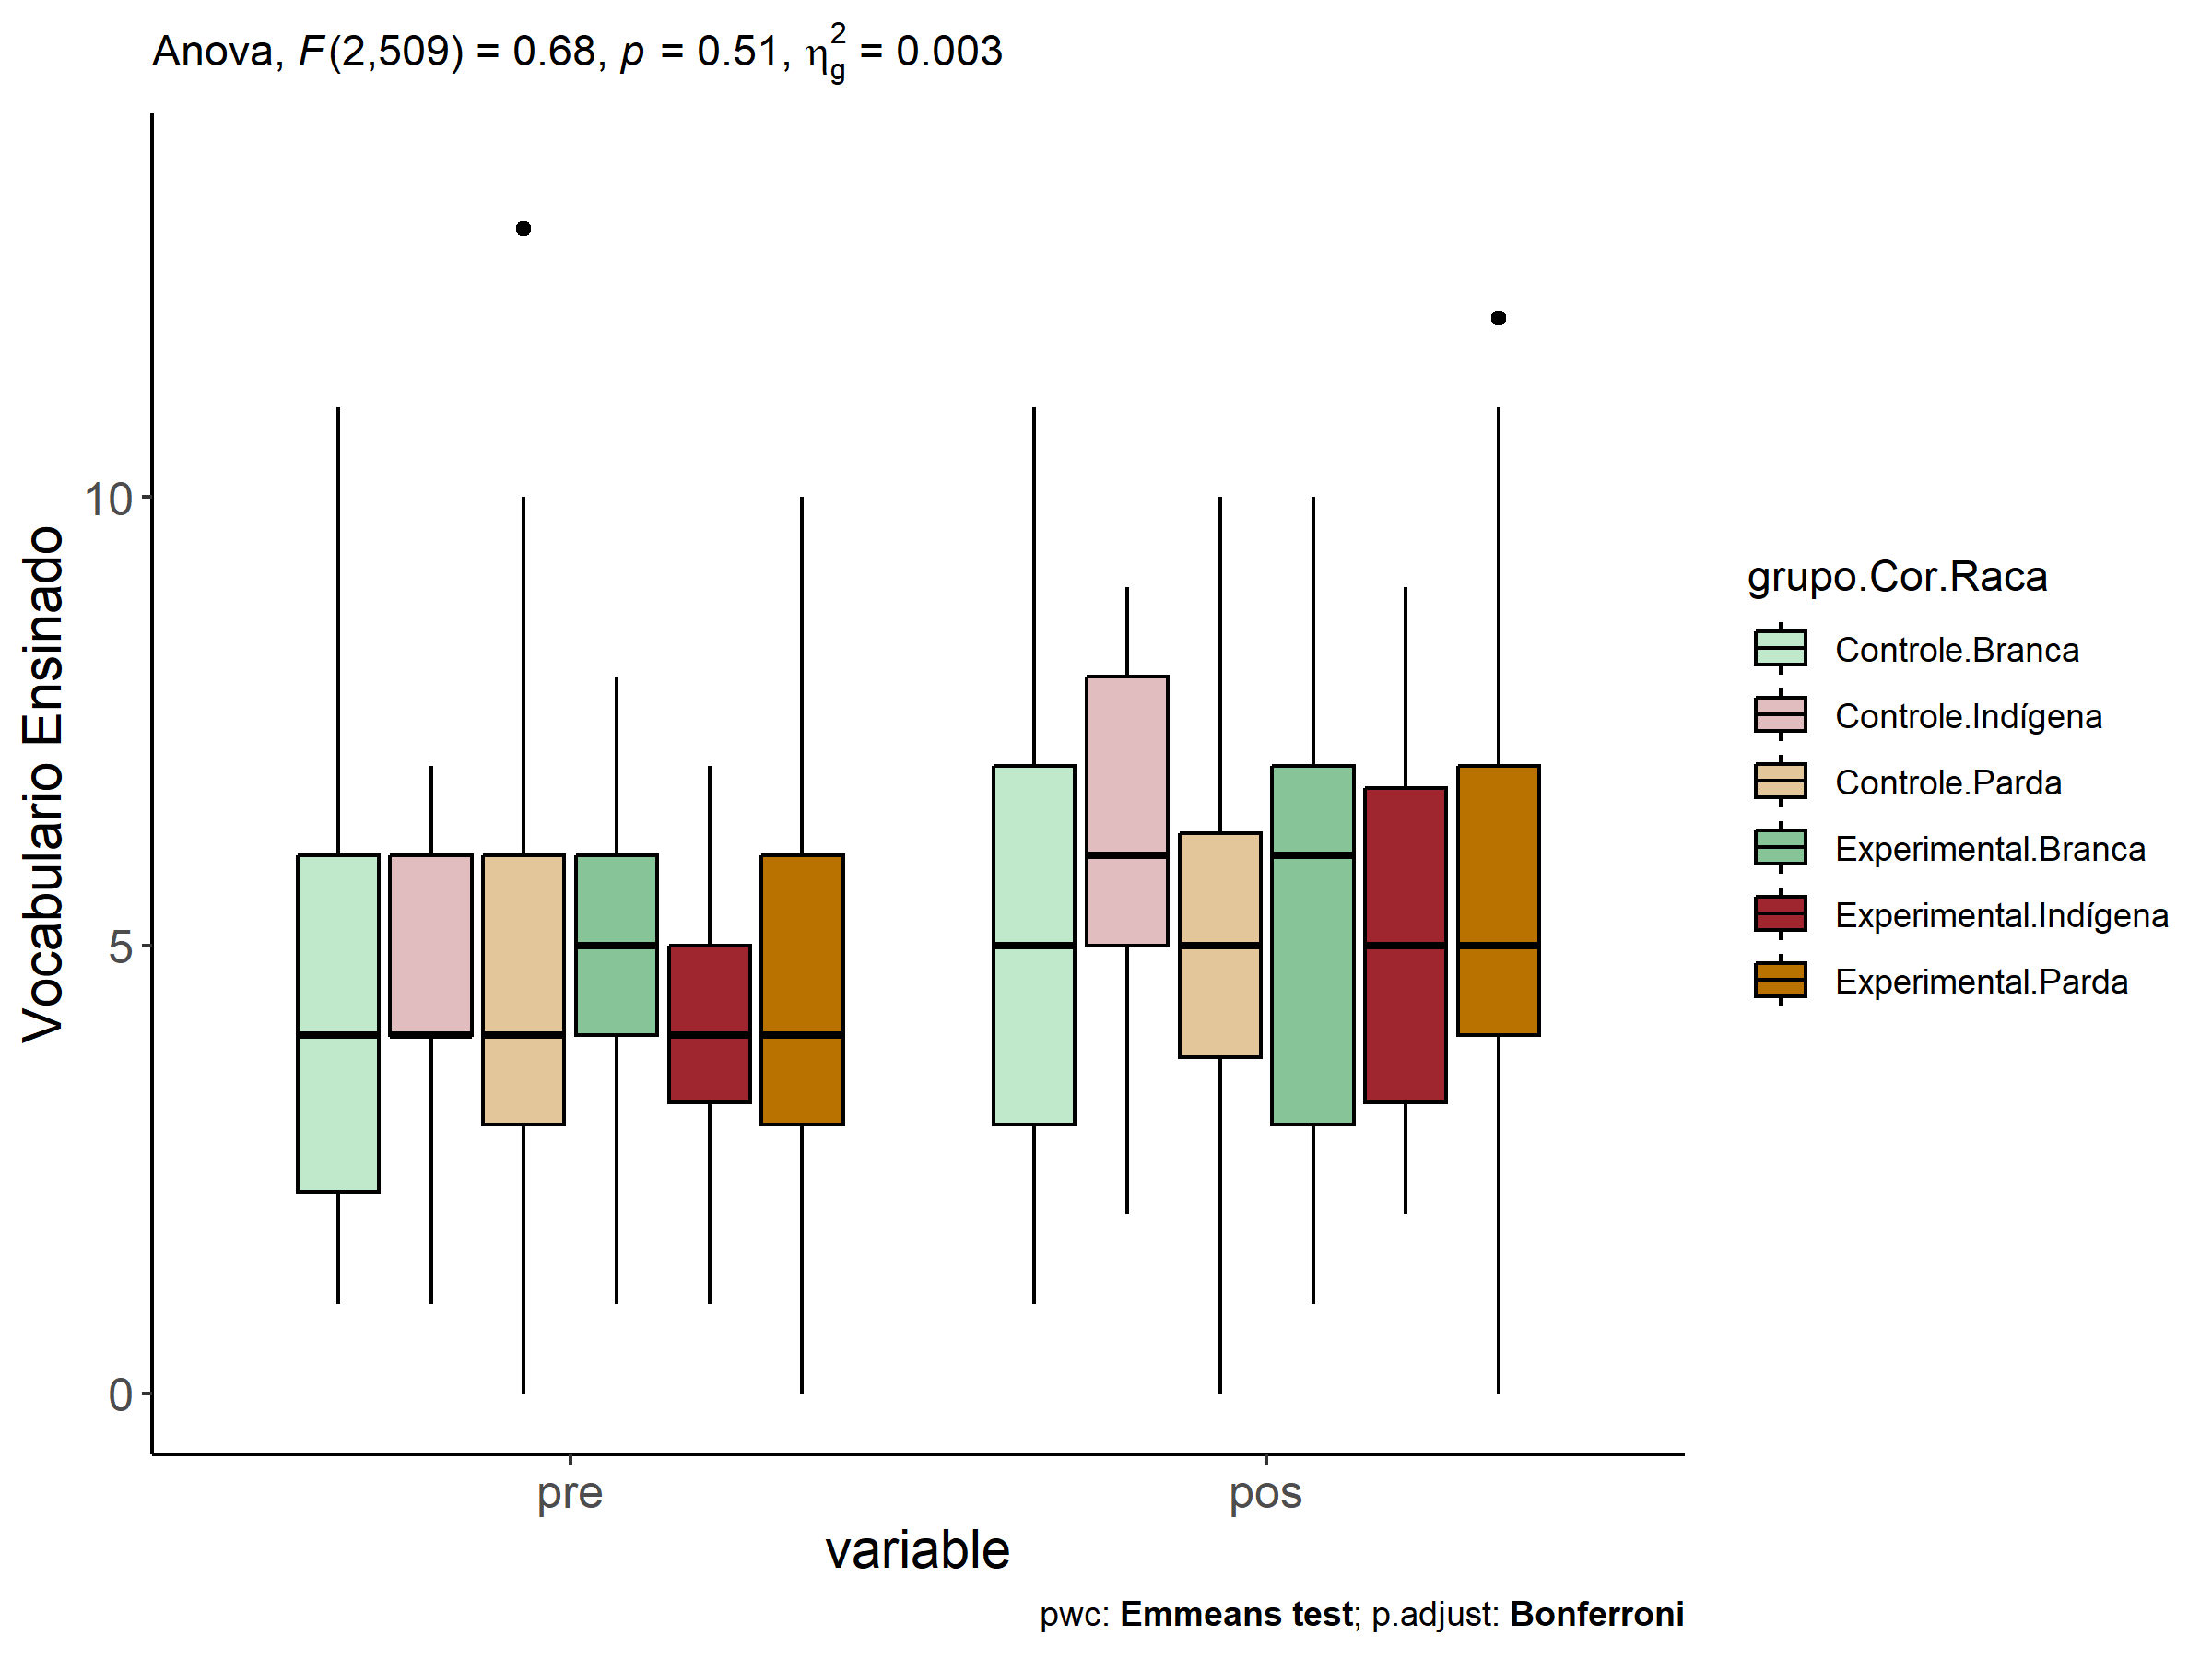 Anova, F(2,509) = 0.68, p = 0.51, η²g = 0.003
Vocabulario Ensinado
10
5
0
pre
pos
variable
grupo.Cor.Raca
Controle.Branca
Controle.Indígena
Controle.Parda
Experimental.Branca
Experimental.Indígena
Experimental.Parda
pwc: Emmeans test; p.adjust: Bonferroni